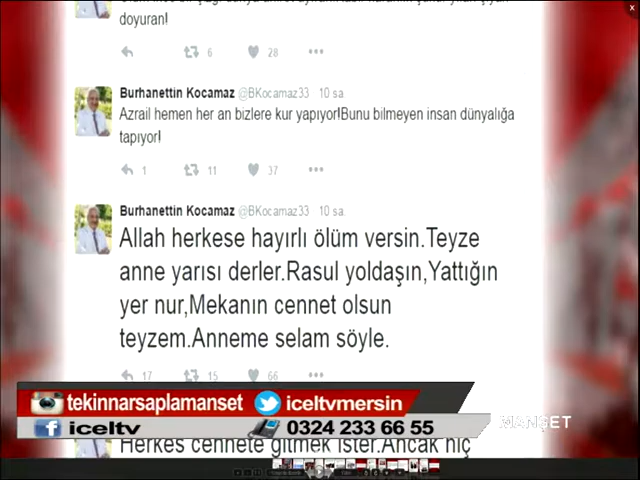 doyuran!
6 28
Burhanettin Kocamaz @BKocamaz33 10 sa
Azrail hemen her an bizlere kur yapıyor!Bunu bilmeyen insan dünyalığa
tapıyor!
1 11 37
Burhanettin Kocamaz @BKocamaz33 10 sa.
Allah herkese hayırlı ölüm versin.Teyze
anne yarısı derler.Rasul yoldaşın,Yattığın
yer nur,Mekanın cennet olsun
teyzem.Anneme selam söyle.
17 15 66
tekinnarsaplamanset iceltvmersin
iceltv 0324 233 66 55
MANŞET
Herkes cennete gitmek ister.Ancak hiç